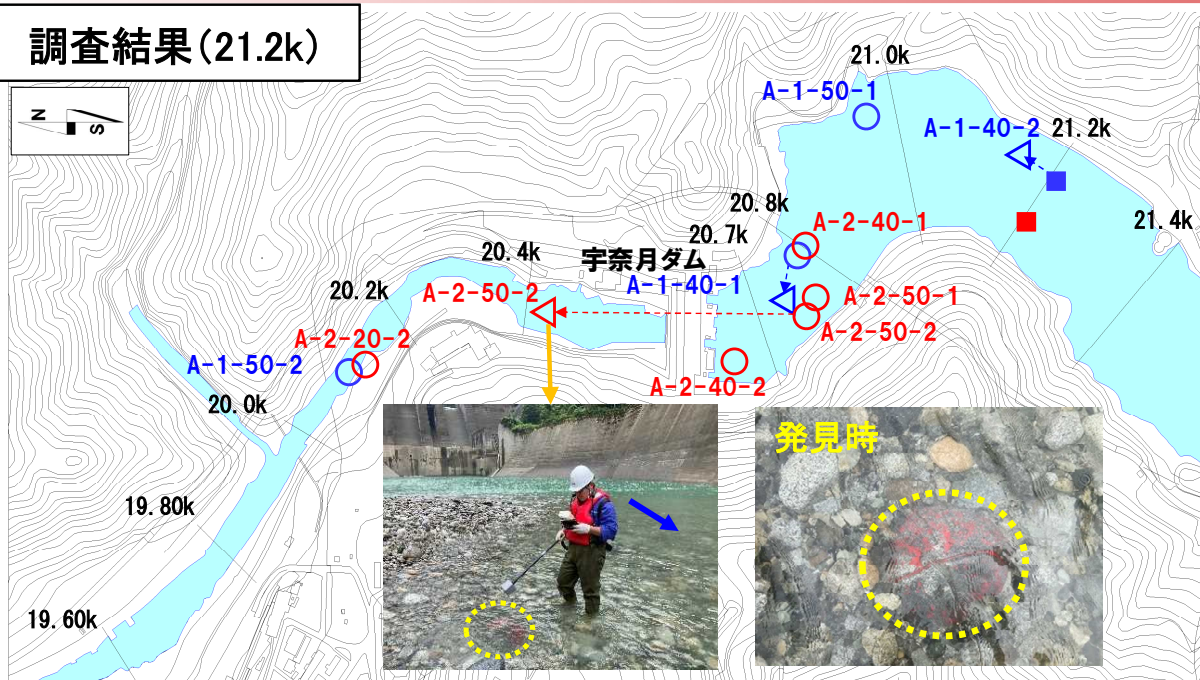 調査結果(21.2k)
N
S
21.0k
A-1-50-1
A-1-40-2
21.2k
20.8k
A-2-40-1
21.4k
20.7k
20.4k
宇奈月ダム
A-1-40-1
20.2k
A-2-50-2
A-2-50-1
A-2-50-2
A-2-20-2
A-1-50-2
A-2-40-2
20.0k
発見時
19.80k
19.60k